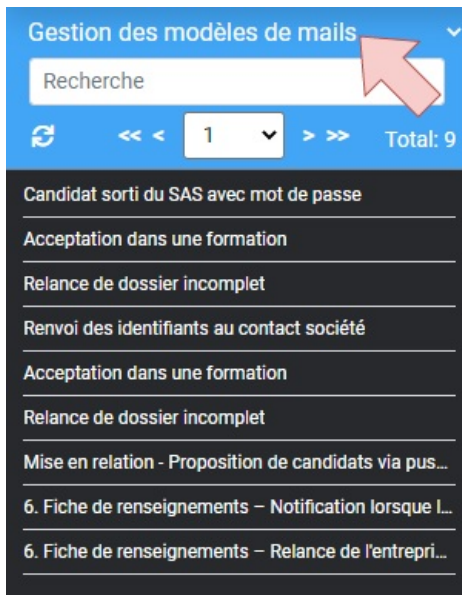 Gestion des modèles de mails
Recherche
<< < 1 > >> Total: 9
Candidat sorti du SAS avec mot de passe
Acceptation dans une formation
Relance de dossier incomplet
Renvoi des identifiants au contact société
Acceptation dans une formation
Relance de dossier incomplet
Mise en relation - Proposition de candidats via pus...
6. Fiche de renseignements – Notification lorsque l...
6. Fiche de renseignements – Relance de l'entrepri...